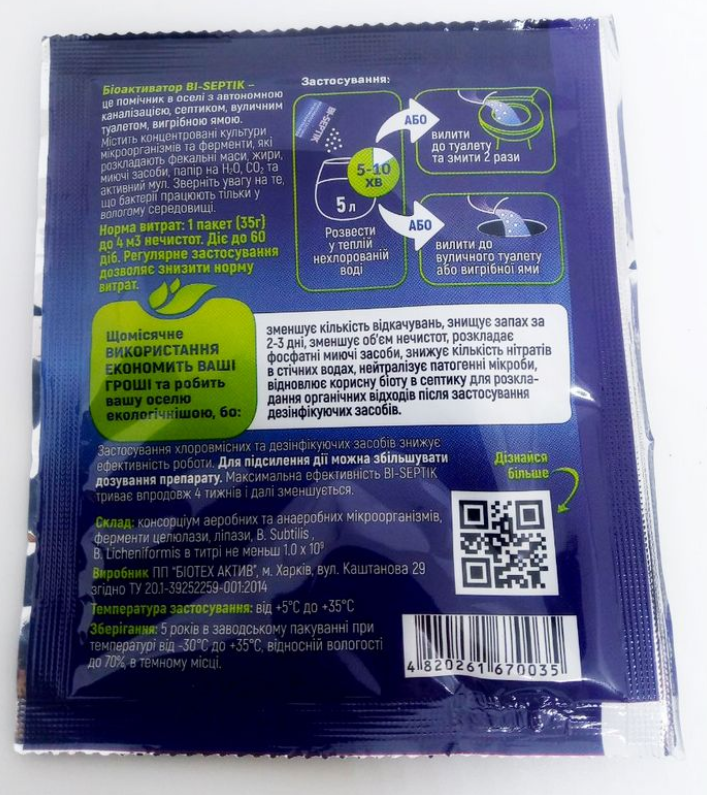 Біоактиватор BI-SEPTIK –
це помічник в оселі з автономною
каналізацією, септиком, вуличним
туалетом, вигрібною ямою.
Містить концентровані культури
мікроорганізмів та ферменти, які
розкладають фекальні маси, жири,
миючі засоби, папір на H₂O, CO₂ та
активний мул. Зверніть увагу на те,
що бактерії працюють тільки у
вологому середовищі.
Норма витрат: 1 пакет (35г)
до 4 м3 нечистот. Діє до 60
діб. Регулярне застосування
дозволяє знизити норму
витрат.
Застосування:
BI-SEPTIK
5-10
хв
5 л
Розвести
у теплій
нехлорованій
воді
АБО
вилити
до туалету
та змити 2 рази
АБО
вилити до
вуличного туалету
або вигрібної ями
Щомісячне
ВИКОРИСТАННЯ
ЕКОНОМИТЬ ВАШІ
ГРОШІ та робить
вашу оселю
екологічнішою, бо:
зменшує кількість відкачувань, знищує запах за
2-3 дні, зменшує об'єм нечистот, розкладає
фосфатні миючі засоби, знижує кількість нітратів
в стічних водах, нейтралізує патогенні мікроби,
відновлює корисну біоту в септику для розкла-
дання органічних відходів після застосування
дезінфікуючих засобів.
Застосування хлоровмісних та дезінфікуючих засобів знижує
ефективність роботи. Для підсилення дії можна збільшувати
дозування препарату. Максимальна ефективність BI-SEPTIK
триває впродовж 4 тижнів і далі зменшується.
Дізнайся
більше
Склад: консорціум аеробних та анаеробних мікроорганізмів,
ферменти целюлази, ліпази, B. Subtilis ,
B. Licheniformis в титрі не меньш 1.0 x 10⁹
Виробник ПП "БІОТЕХ АКТИВ", м. Харків, вул. Каштанова 29
згідно ТУ 20.1-39252259-001:2014
Температура застосування: від +5°C до +35°C
Зберігання: 5 років в заводському пакуванні при
температурі від -30°C до +35°C, відносній вологості
до 70%, в темному місці.
4 820261 670035